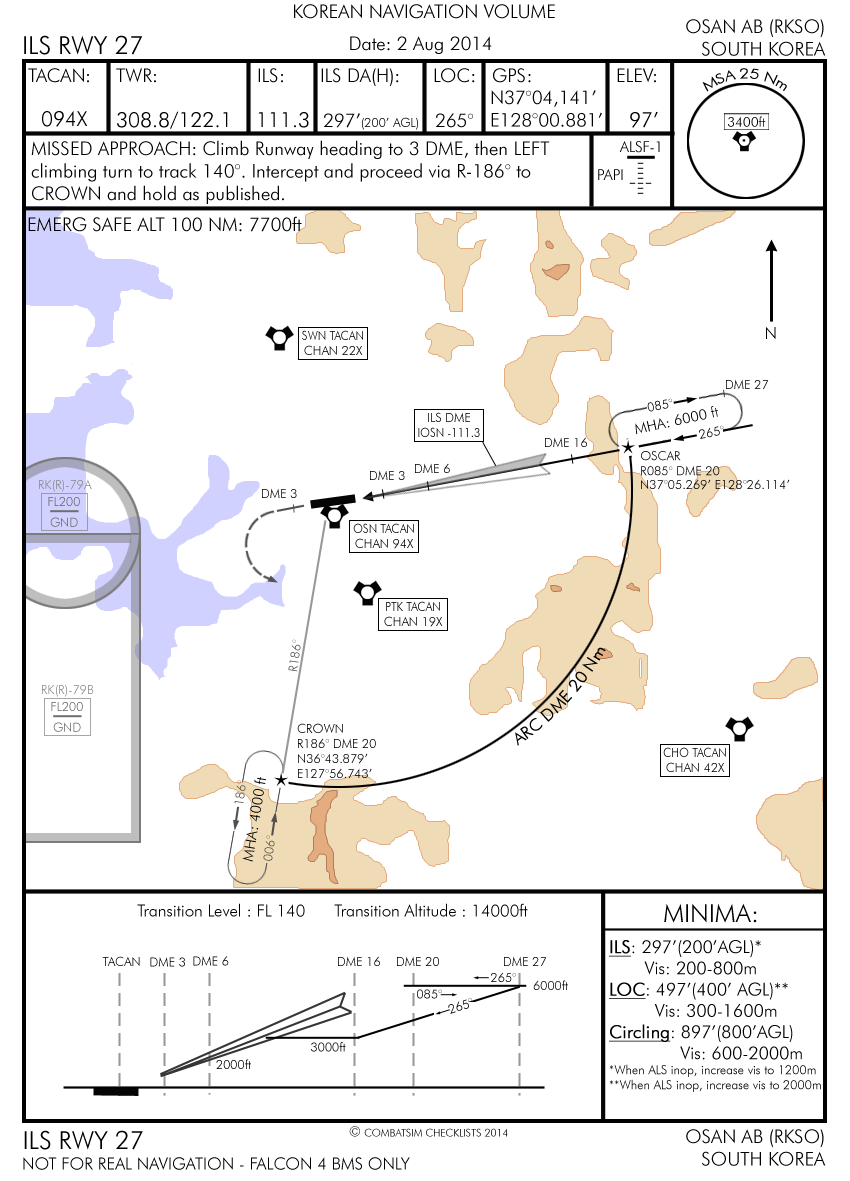 KOREAN NAVIGATION VOLUME
ILS RWY 27
Date: 2 Aug 2014
OSAN AB (RKSO)
SOUTH KOREA
TACAN:
094X
TWR:
308.8/122.1
ILS:
111.3
ILS DA(H):
297'(200' AGL)
LOC:
265°
GPS:
N37°04,141'
E128°00.881'
ELEV:
97'
MSA 25 Nm
3400ft
MISSED APPROACH: Climb Runway heading to 3 DME, then LEFT
climbing turn to track 140°. Intercept and proceed via R-186° to
CROWN and hold as published.
ALSF-1
PAPI
EMERG SAFE ALT 100 NM: 7700ft
N
SWN TACAN
CHAN 22X
DME 27
085°
MHA: 6000 ft
265°
ILS DME
IOSN -111.3
DME 16
OSCAR
R085° DME 20
N37°05.269' E128°26.114'
DME 6
DME 3
DME 3
RK(R)-79A
FL200
GND
OSN TACAN
CHAN 94X
PTK TACAN
CHAN 19X
R186°
RK(R)-79B
FL200
GND
ARC DME 20 Nm
CROWN
R186° DME 20
N36°43.879'
E127°56.743'
CHO TACAN
CHAN 42X
186°
MHA: 4000 ft
006°
Transition Level : FL 140
Transition Altitude : 14000ft
TACAN
DME 3
DME 6
DME 16
DME 20
DME 27
265°
6000ft
085°
265°
3000ft
2000ft
MINIMA:
ILS: 297'(200'AGL)*
Vis: 200-800m
LOC: 497'(400' AGL)**
Vis: 300-1600m
Circling: 897'(800'AGL)
Vis: 600-2000m
*When ALS inop, increase vis to 1200m
**When ALS inop, increase vis to 2000m
ILS RWY 27
NOT FOR REAL NAVIGATION - FALCON 4 BMS ONLY
© COMBATSIM CHECKLISTS 2014
OSAN AB (RKSO)
SOUTH KOREA